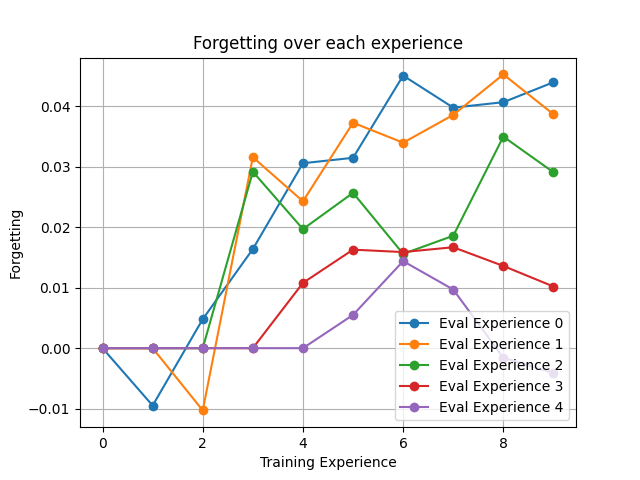 Forgetting over each experience
0.04
0.03
0.02
0.01
0.00
−0.01
Forgetting
0 2 4 6 8
Training Experience
Eval Experience 0
Eval Experience 1
Eval Experience 2
Eval Experience 3
Eval Experience 4